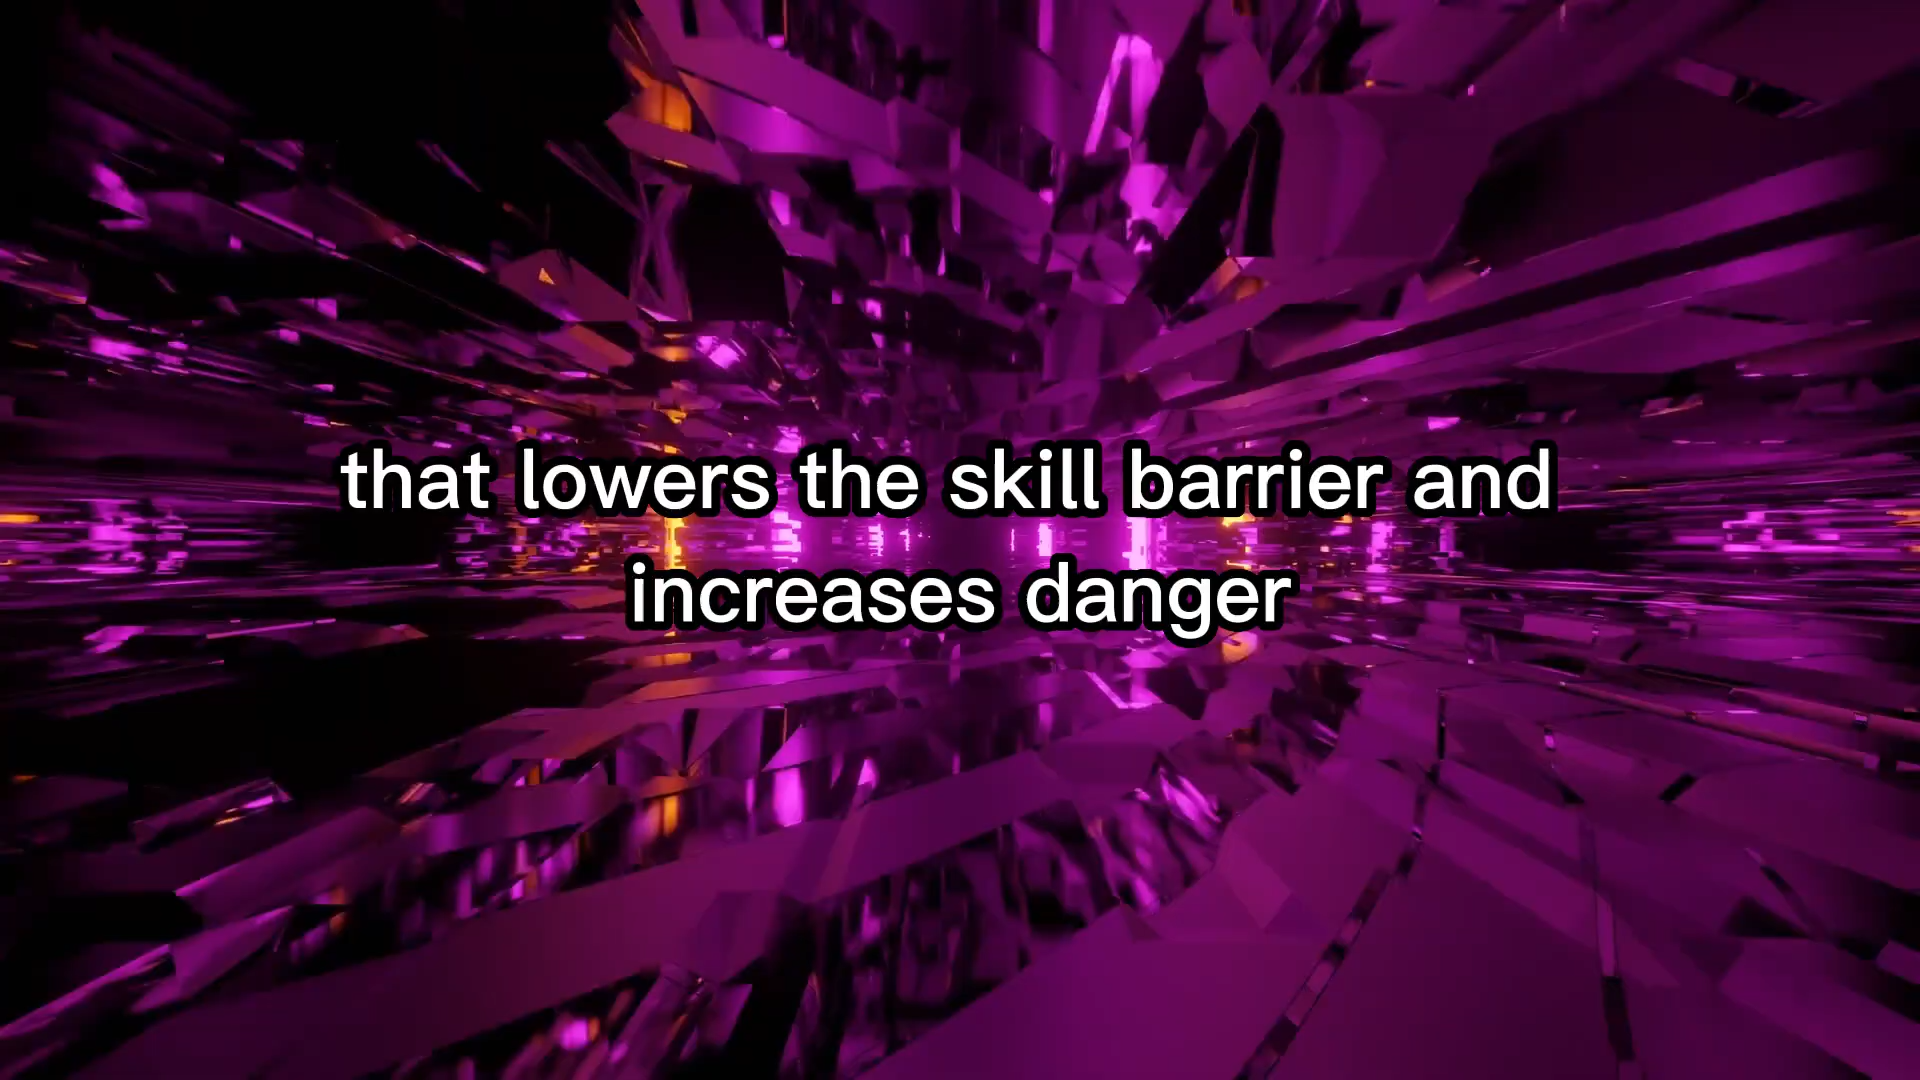 that lowers the skill barrier and
increases danger